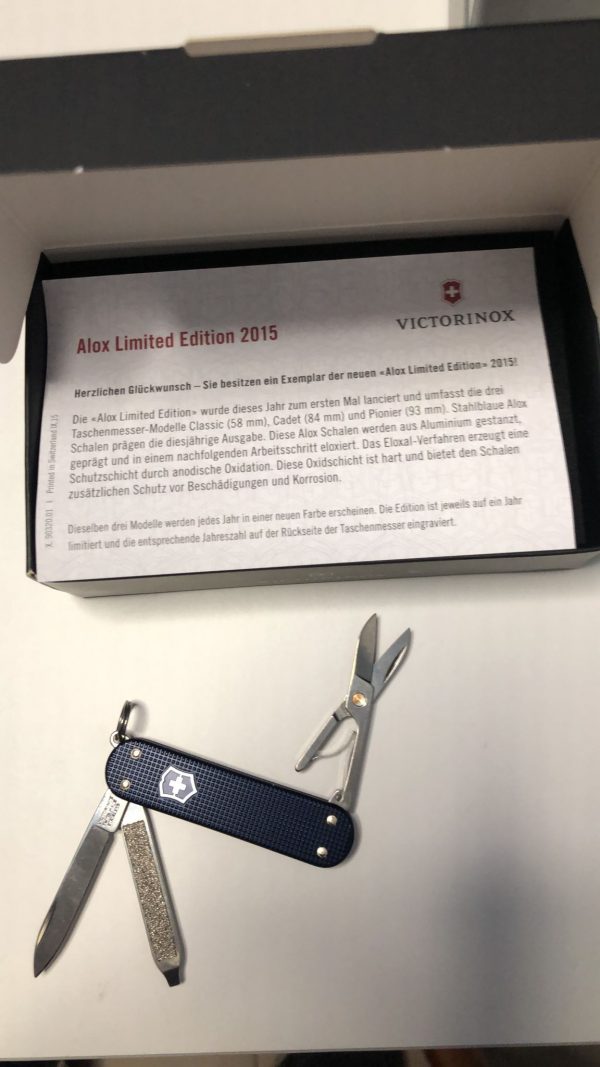 VICTORINOX
Alox Limited Edition 2015
Herzlichen Glückwunsch – Sie besitzen ein Exemplar der neuen «Alox Limited Edition» 2015!
Die «Alox Limited Edition» wurde dieses Jahr zum ersten Mal lanciert und umfasst die drei
Taschenmesser-Modelle Classic (58 mm), Cadet (84 mm) und Pionier (93 mm). Stahlblaue Alox
Schalen prägen die diesjährige Ausgabe. Diese Alox Schalen werden aus Aluminium gestanzt,
geprägt und in einem nachfolgenden Arbeitsschritt eloxiert. Das Eloxal-Verfahren erzeugt eine
Schutzschicht durch anodische Oxidation. Diese Oxidschicht ist hart und bietet den Schalen
zusätzlichen Schutz vor Beschädigungen und Korrosion.
Dieselben drei Modelle werden jedes Jahr in einer neuen Farbe erscheinen. Die Edition ist jeweils auf ein Jahr
limitiert und die entsprechende Jahreszahl auf der Rückseite der Taschenmesser eingraviert.
X. 90320.01 | Printed in Switzerland IX.15